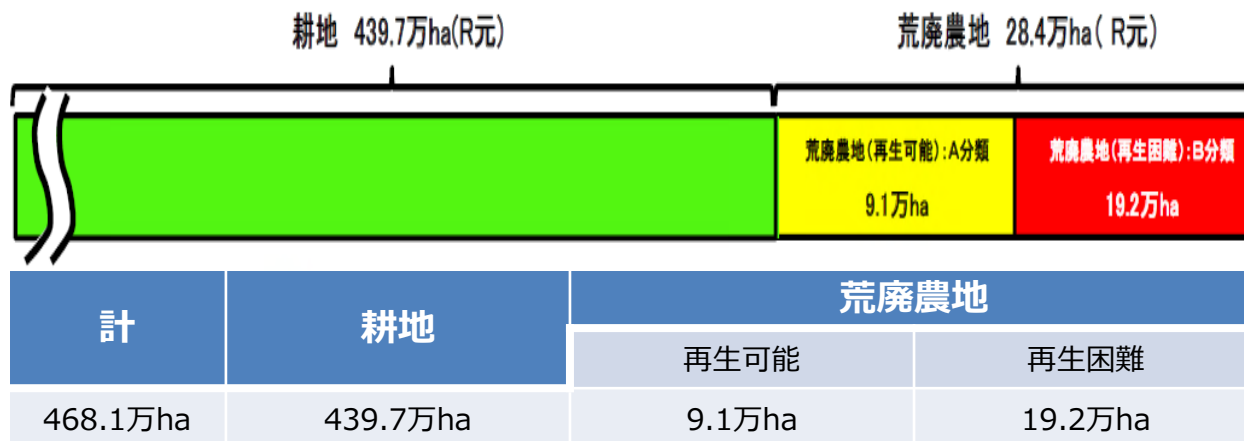 耕地 439.7万ha(R元)
荒廃農地 28.4万ha( R元)
荒廃農地(再生可能):A分類
9.1万ha
荒廃農地(再生困難):B分類
19.2万ha
計 耕地 荒廃農地
再生可能 再生困難
468.1万ha 439.7万ha 9.1万ha 19.2万ha